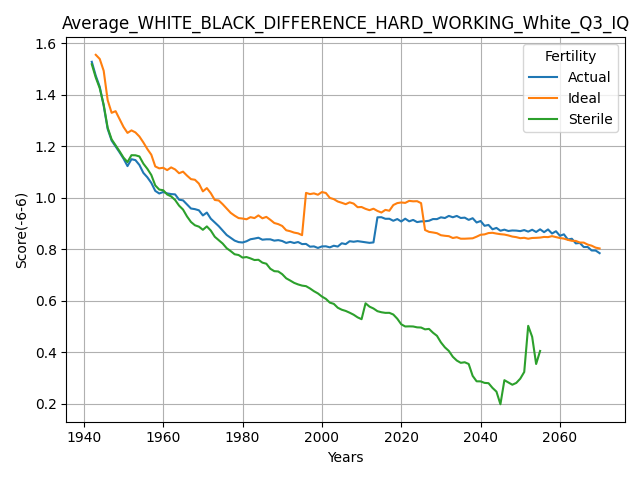 Average_WHITE_BLACK_DIFFERENCE_HARD_WORKING_White_Q3_IQ
Score(-6-6)
1.6
1.4
1.2
1.0
0.8
0.6
0.4
0.2
Fertility
Actual
Ideal
Sterile
1940 1960 1980 2000 2020 2040 2060
Years